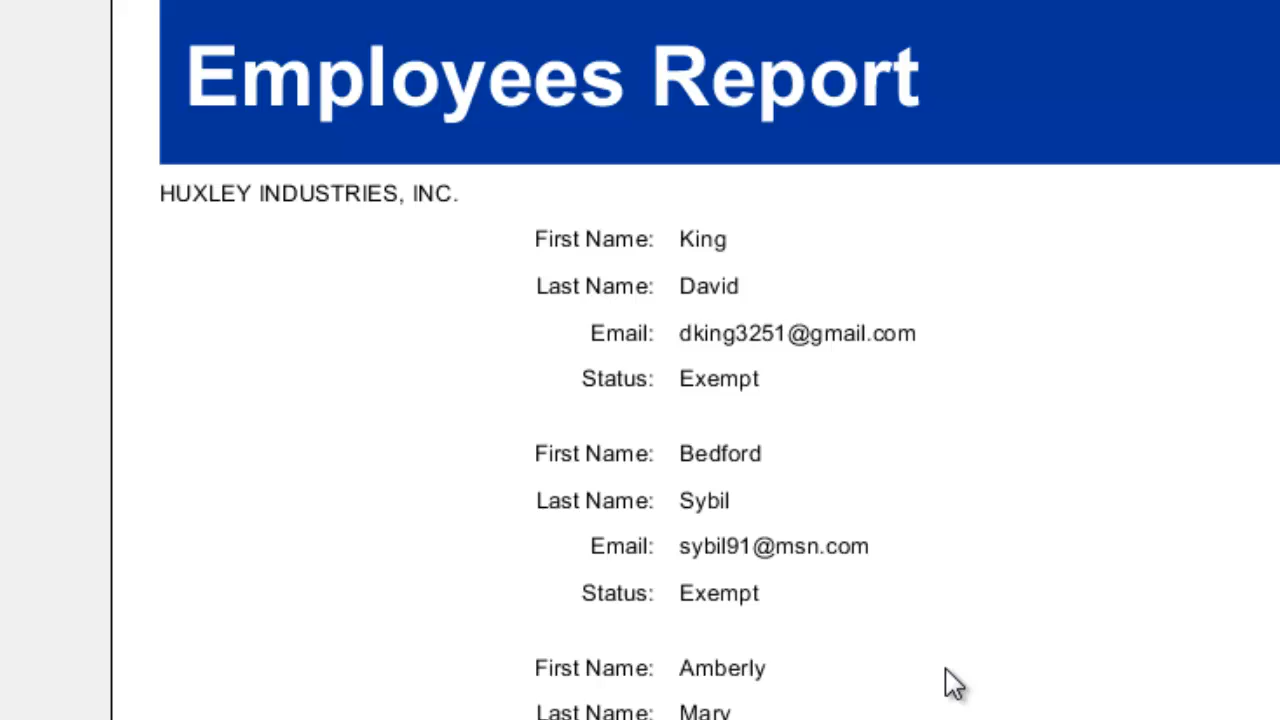 Employees Report
HUXLEY INDUSTRIES, INC.
First Name: King
Last Name: David
Email: dking3251@gmail.com
Status: Exempt
First Name: Bedford
Last Name: Sybil
Email: sybil91@msn.com
Status: Exempt
First Name: Amberly
Last Name: Mary